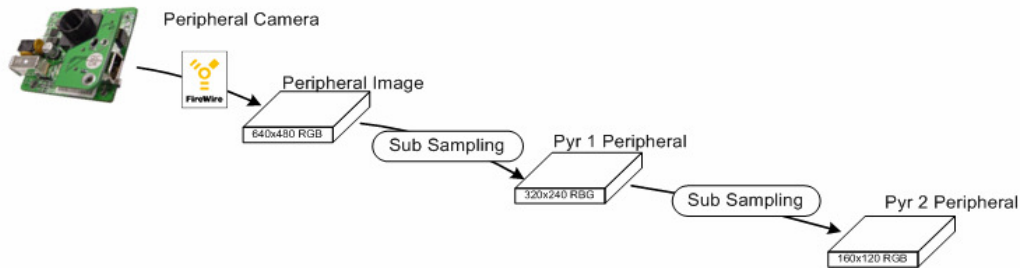 Peripheral Camera
FireWire
Peripheral Image
640x480 RGB
Sub Sampling
Pyr 1 Peripheral
320x240 RBG
Sub Sampling
Pyr 2 Peripheral
160x120 RGB